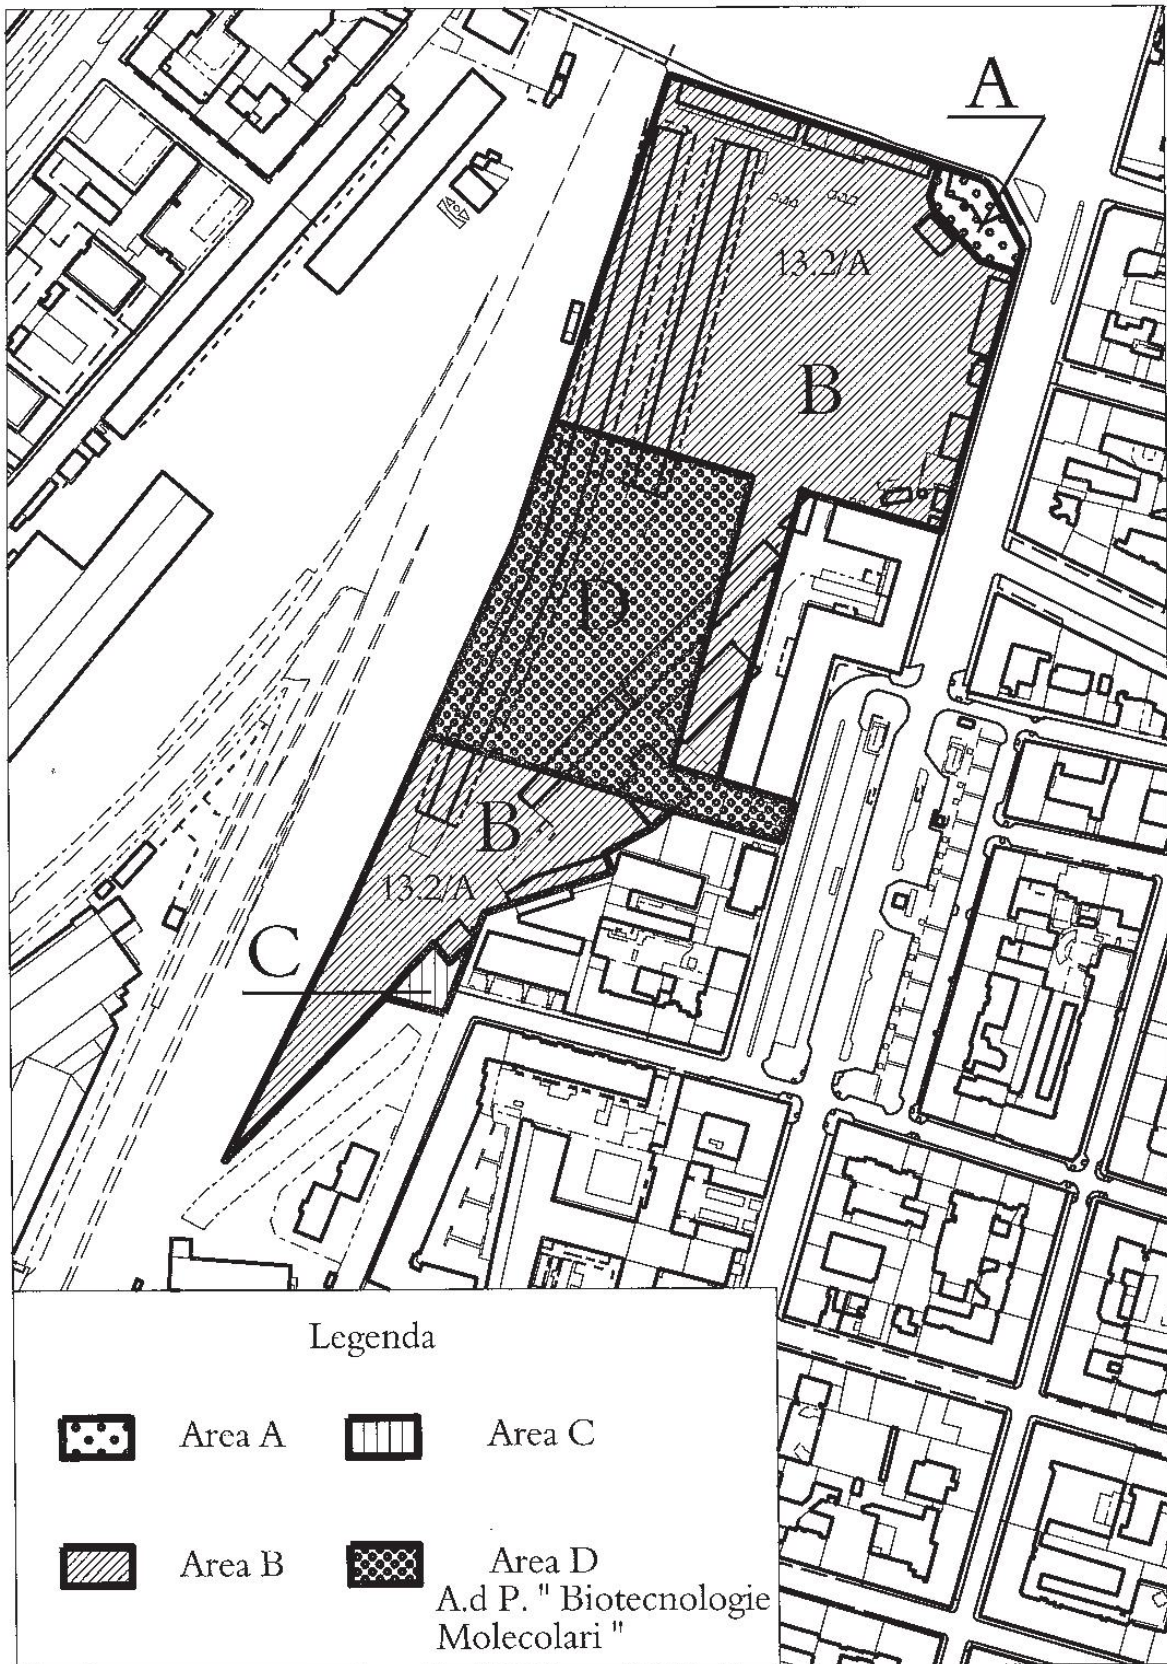 A
13.2/A
B
D
B
13.2/A
C
Legenda
Area A
Area C
Area B
Area D
A.d P. " Biotecnologie
Molecolari "